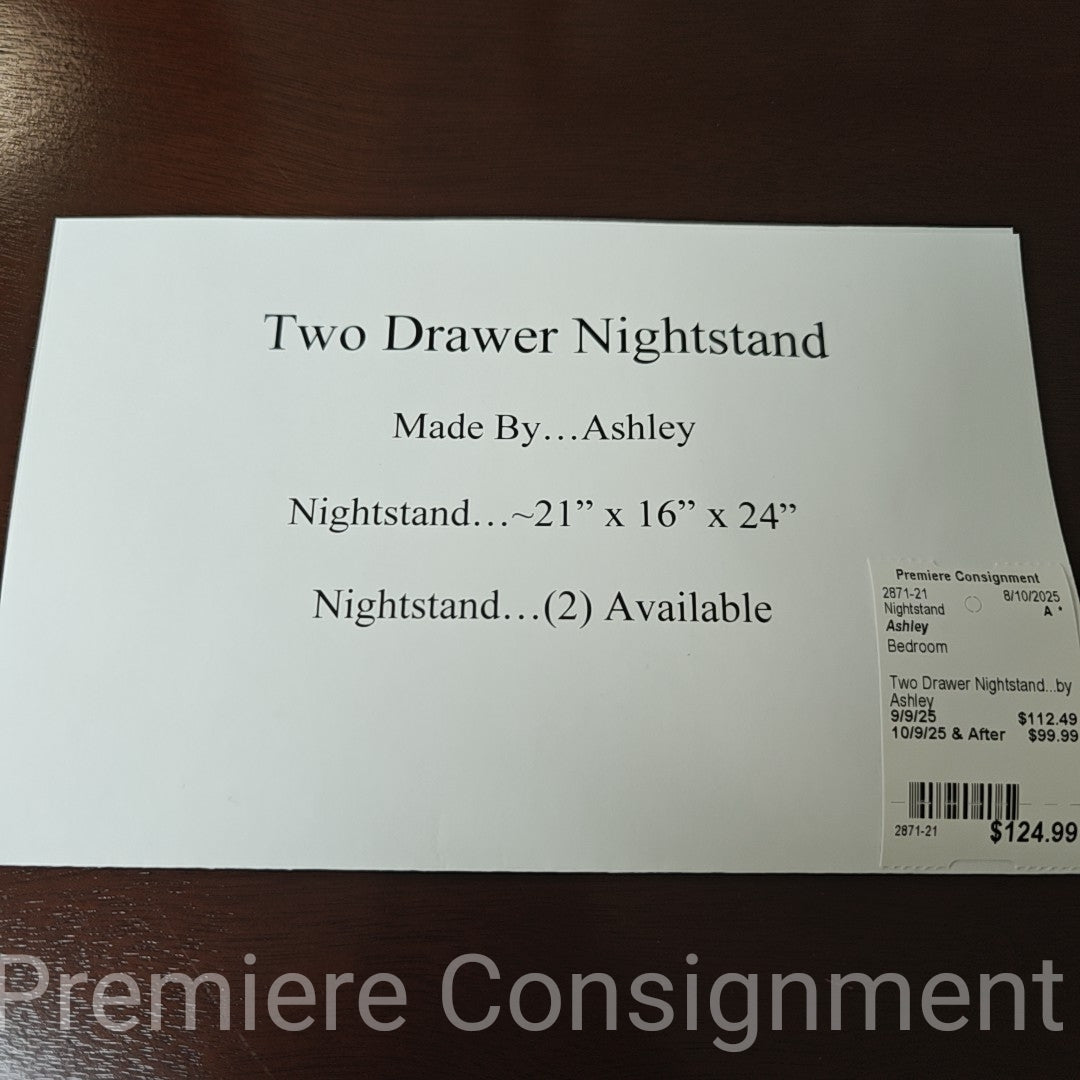 Two Drawer Nightstand
Made By…Ashley
Nightstand…~21” x 16” x 24”
Nightstand…(2) Available
Premiere Consignment
2871-21 8/10/2025
Nightstand A *
Ashley
Bedroom
Two Drawer Nightstand...by
Ashley
9/9/25 $112.49
10/9/25 & After $99.99
2871-21 $124.99
Premiere Consignment